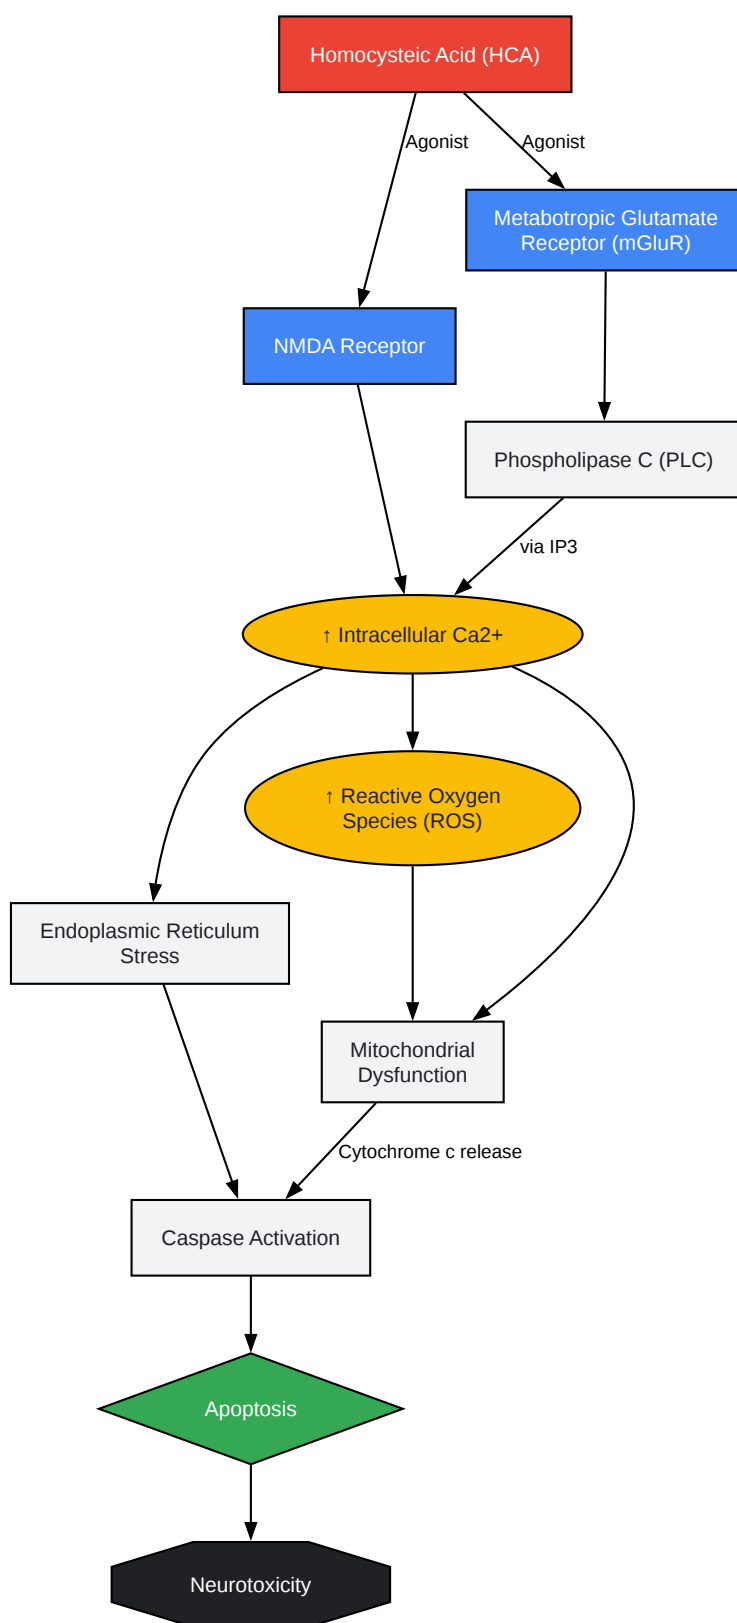 Homocysteic Acid (HCA)
Agonist
Agonist
Metabotropic Glutamate
Receptor (mGluR)
NMDA Receptor
Phospholipase C (PLC)
via IP3
↑ Intracellular Ca2+
↑ Reactive Oxygen
Species (ROS)
Endoplasmic Reticulum
Stress
Mitochondrial
Dysfunction
Cytochrome c release
Caspase Activation
Apoptosis
Neurotoxicity